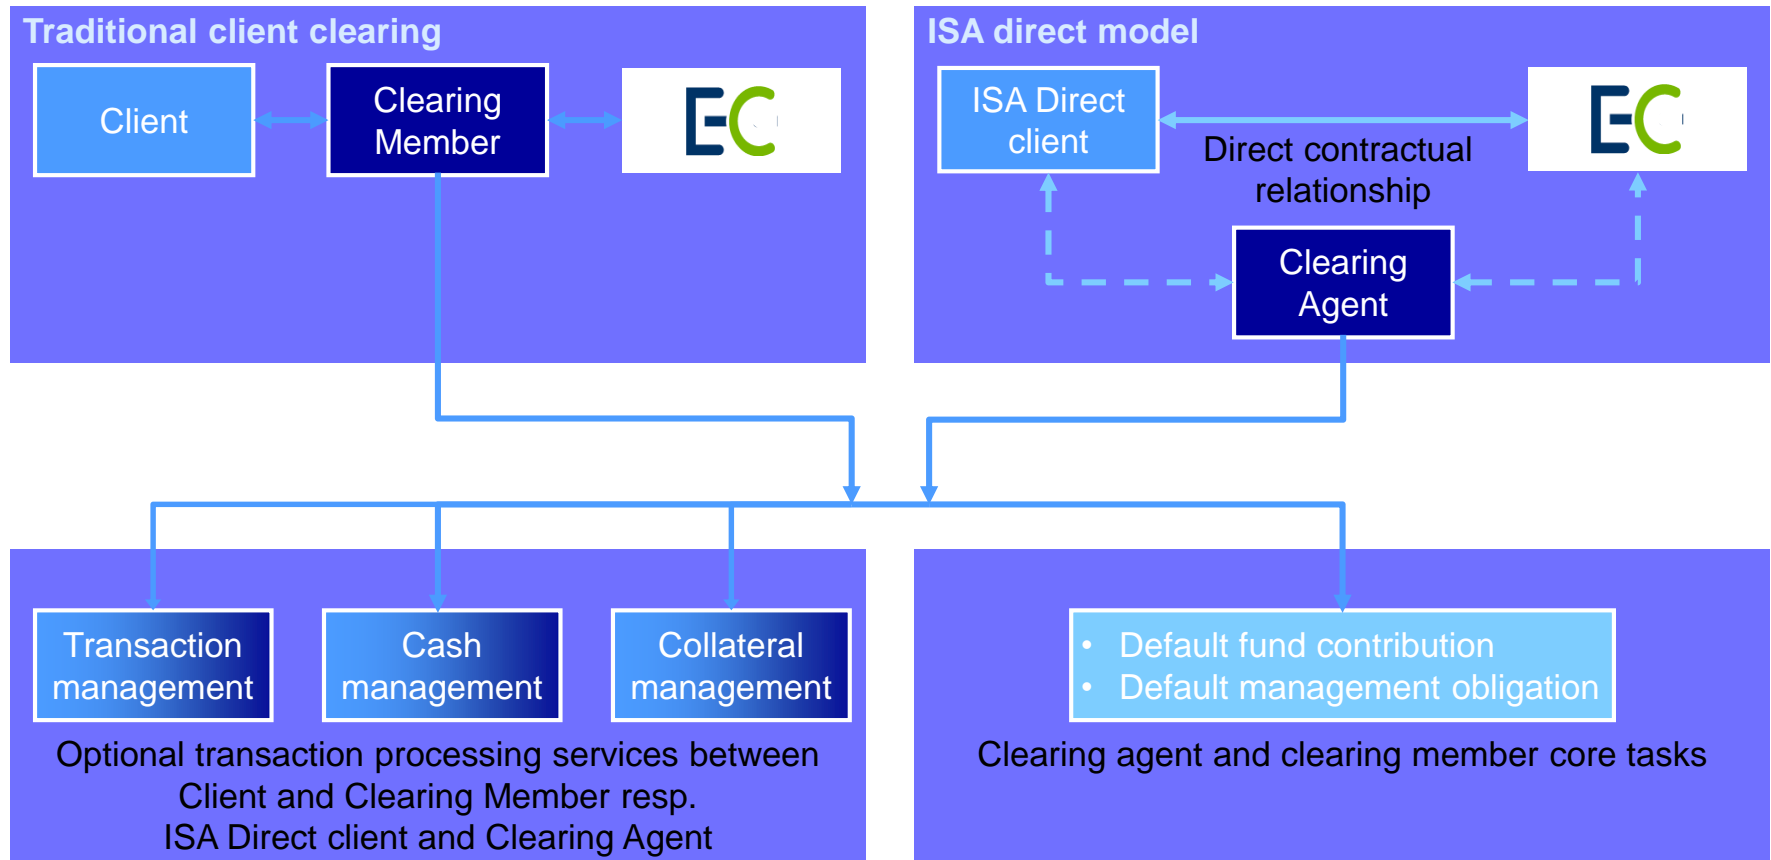 Traditional client clearing
Client
Clearing
Member
EC
ISA direct model
ISA Direct
client
EC
Direct contractual
relationship
Clearing
Agent
Transaction
management
Cash
management
Collateral
management
Optional transaction processing services between
Client and Clearing Member resp.
ISA Direct client and Clearing Agent
• Default fund contribution
• Default management obligation
Clearing agent and clearing member core tasks